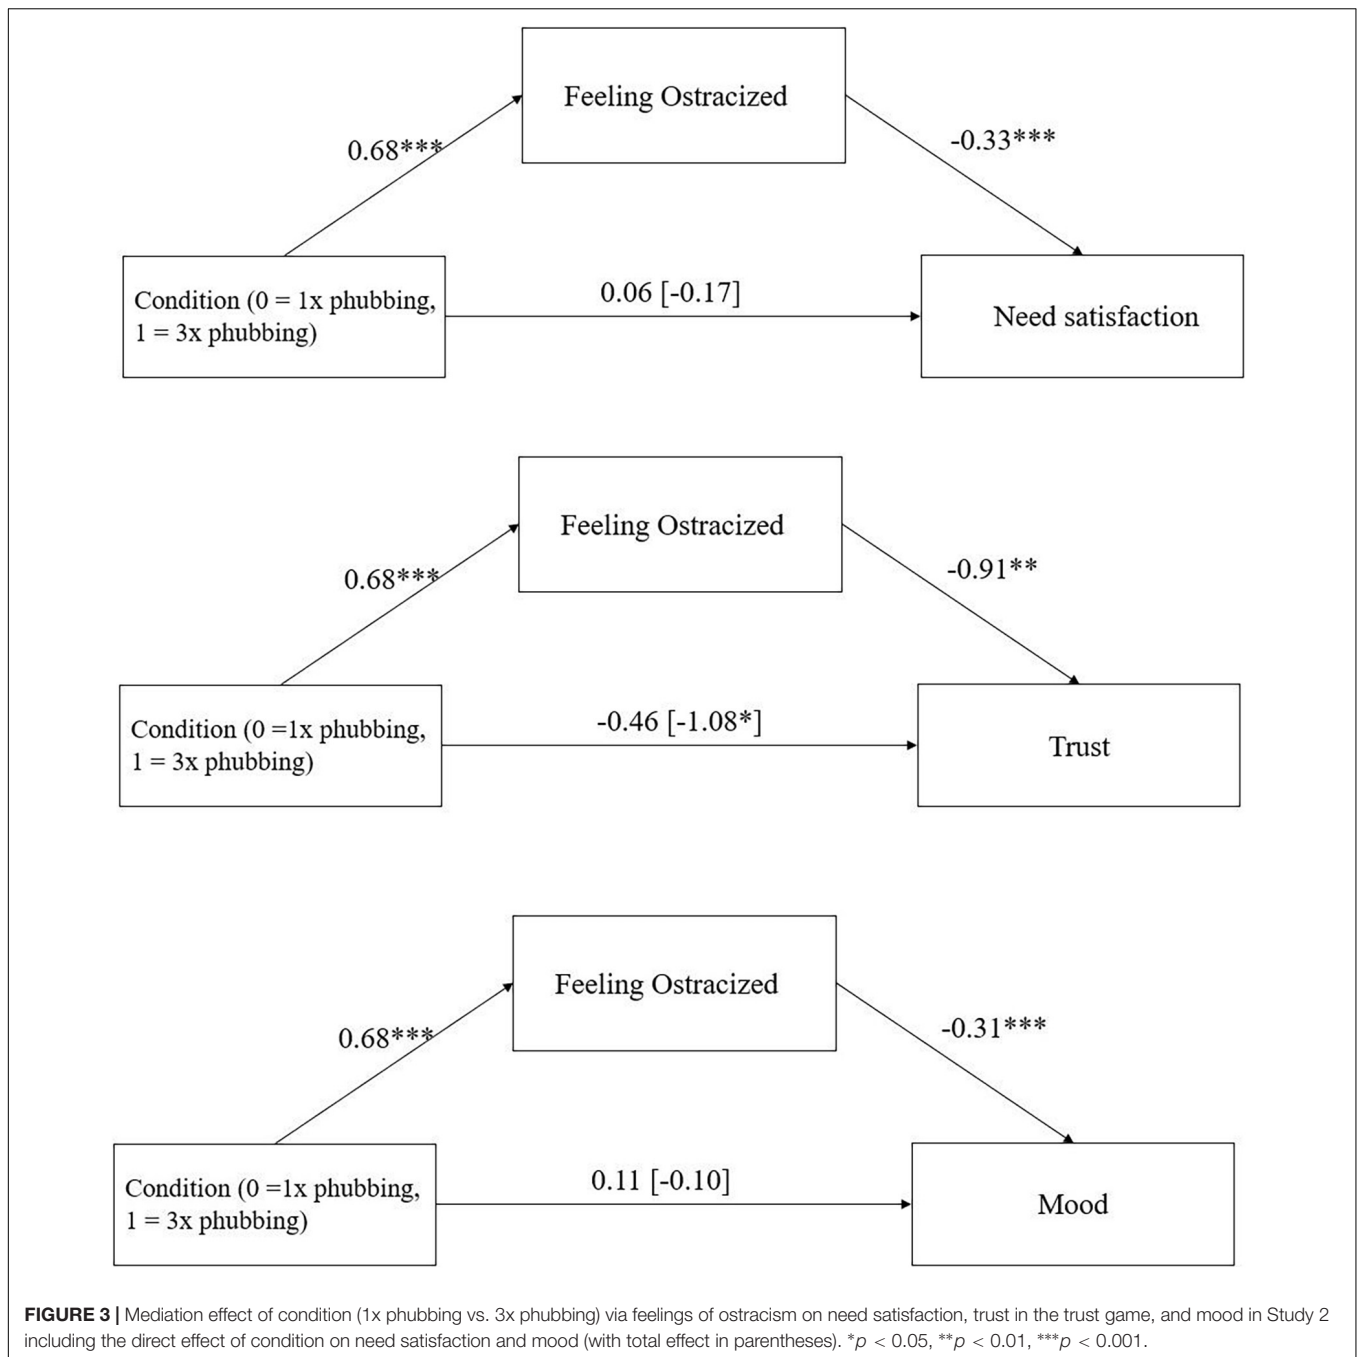 Feeling Ostracized
0.68***
-0.33***
Condition (0 = 1x phubbing,
1 = 3x phubbing)
0.06 [-0.17]
Need satisfaction
Feeling Ostracized
0.68***
-0.91**
Condition (0 =1x phubbing,
1 = 3x phubbing)
-0.46 [-1.08*]
Trust
Feeling Ostracized
0.68***
-0.31***
Condition (0 =1x phubbing,
1 = 3x phubbing)
0.11 [-0.10]
Mood
FIGURE 3 | Mediation effect of condition (1x phubbing vs. 3x phubbing) via feelings of ostracism on need satisfaction, trust in the trust game, and mood in Study 2
including the direct effect of condition on need satisfaction and mood (with total effect in parentheses). *p < 0.05, **p < 0.01, ***p < 0.001.